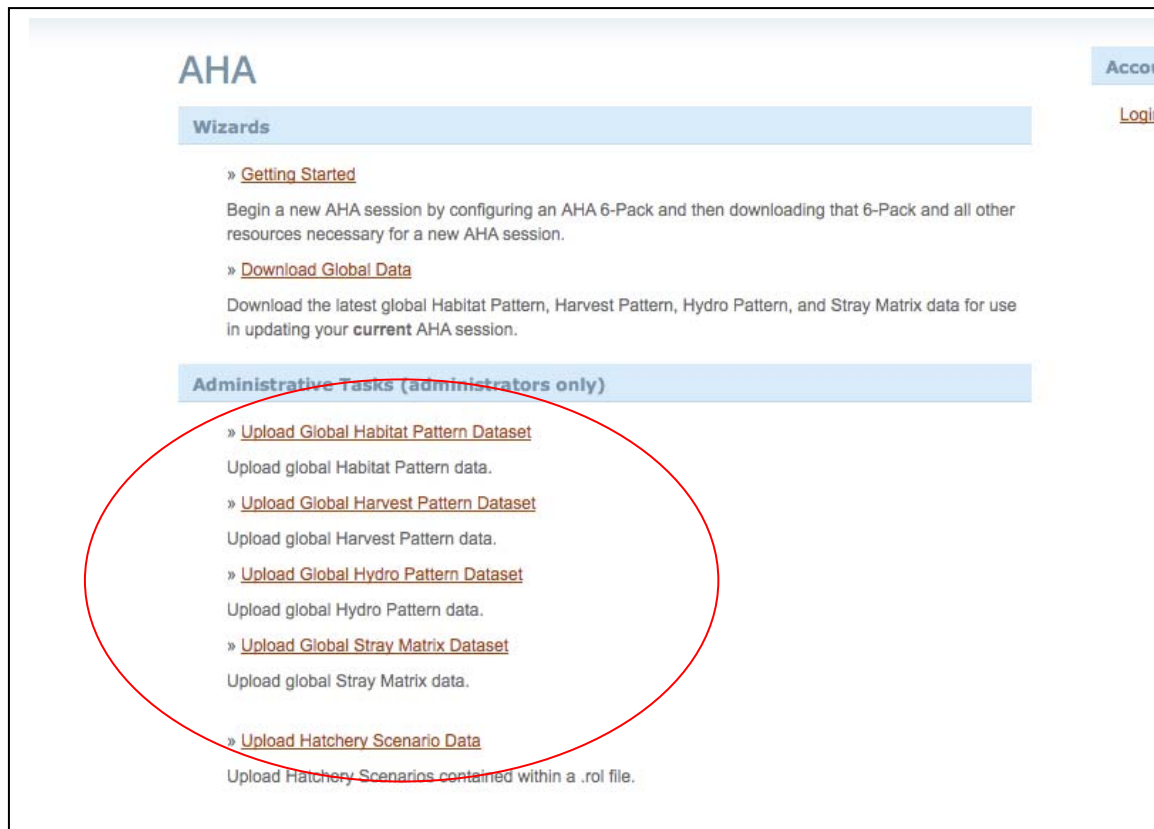 AHA
Wizards
» Getting Started
Begin a new AHA session by configuring an AHA 6-Pack and then downloading that 6-Pack and all other
resources necessary for a new AHA session.
» Download Global Data
Download the latest global Habitat Pattern, Harvest Pattern, Hydro Pattern, and Stray Matrix data for use
in updating your current AHA session.
Administrative Tasks (administrators only)
» Upload Global Habitat Pattern Dataset
Upload global Habitat Pattern data.
» Upload Global Harvest Pattern Dataset
Upload global Harvest Pattern data.
» Upload Global Hydro Pattern Dataset
Upload global Hydro Pattern data.
» Upload Global Stray Matrix Dataset
Upload global Stray Matrix data.
» Upload Hatchery Scenario Data
Upload Hatchery Scenarios contained within a .rol file.
Accou
Login